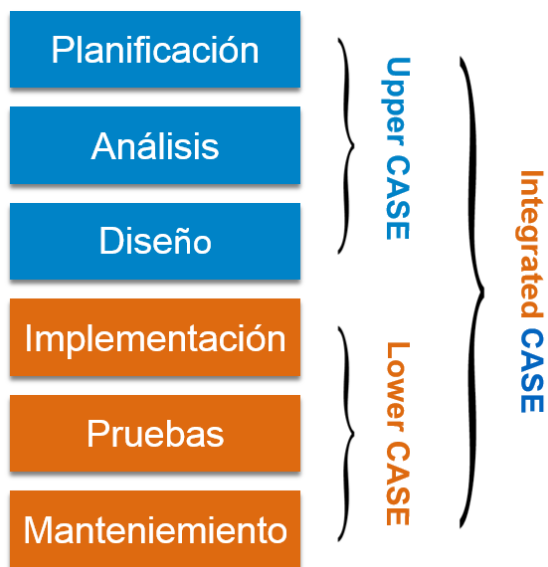 Planificación
Análisis
Diseño
Implementación
Pruebas
Manteniemiento
Upper CASE
Lower CASE
Integrated CASE